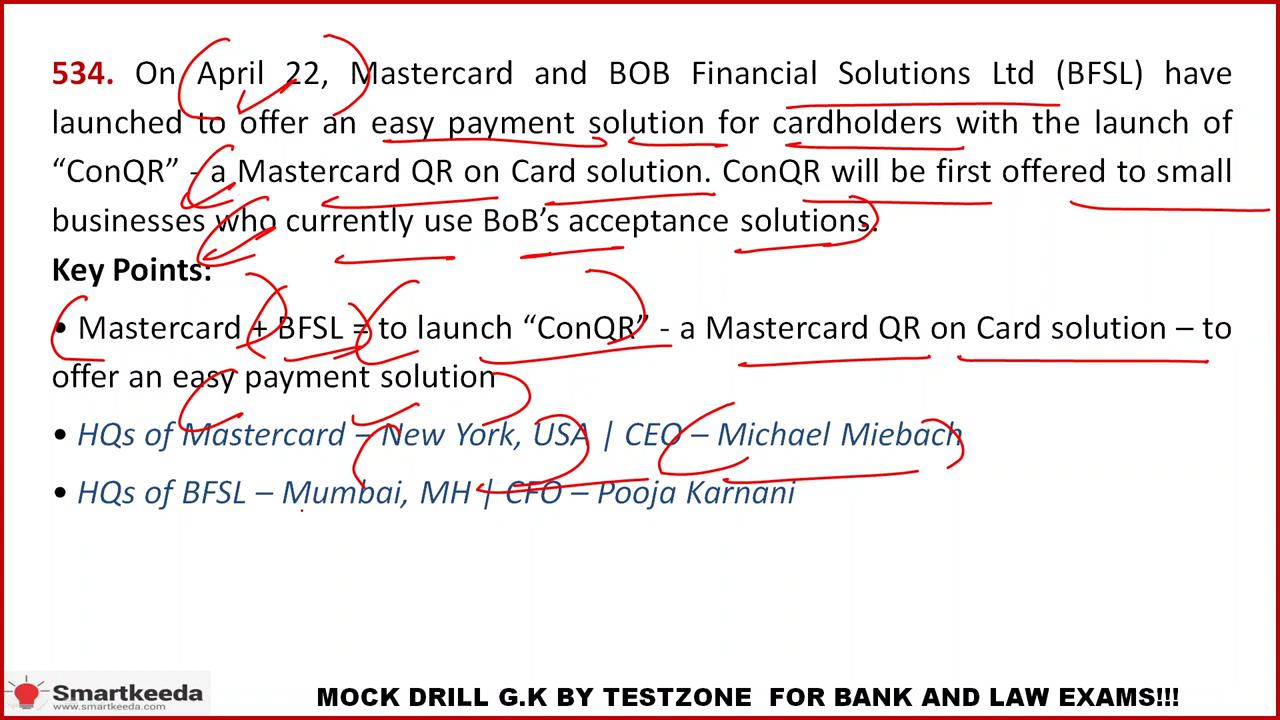 534. On April 22, Mastercard and BOB Financial Solutions Ltd (BFSL) have
launched to offer an easy payment solution for cardholders with the launch of
“ConQR” - a Mastercard QR on Card solution. ConQR will be first offered to small
businesses who currently use BoB’s acceptance solutions.
Key Points:
• Mastercard + BFSL = to launch “ConQR” - a Mastercard QR on Card solution – to
offer an easy payment solution
• HQs of Mastercard – New York, USA | CEO – Michael Miebach
• HQs of BFSL – Mumbai, MH | CFO – Pooja Karnani
Smartkeeda
www.smartkeeda.com
MOCK DRILL G.K BY TESTZONE FOR BANK AND LAW EXAMS!!!